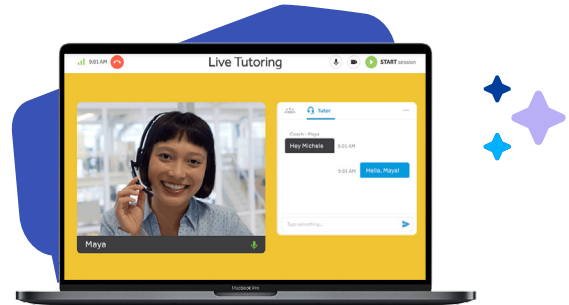 9:01 AM
Live Tutoring
START session
Tutor
Coach - Maya
Hey Michele
9:01 AM
9:03 AM
Hello, Maya!
Type something...
Maya
MacBook Pro